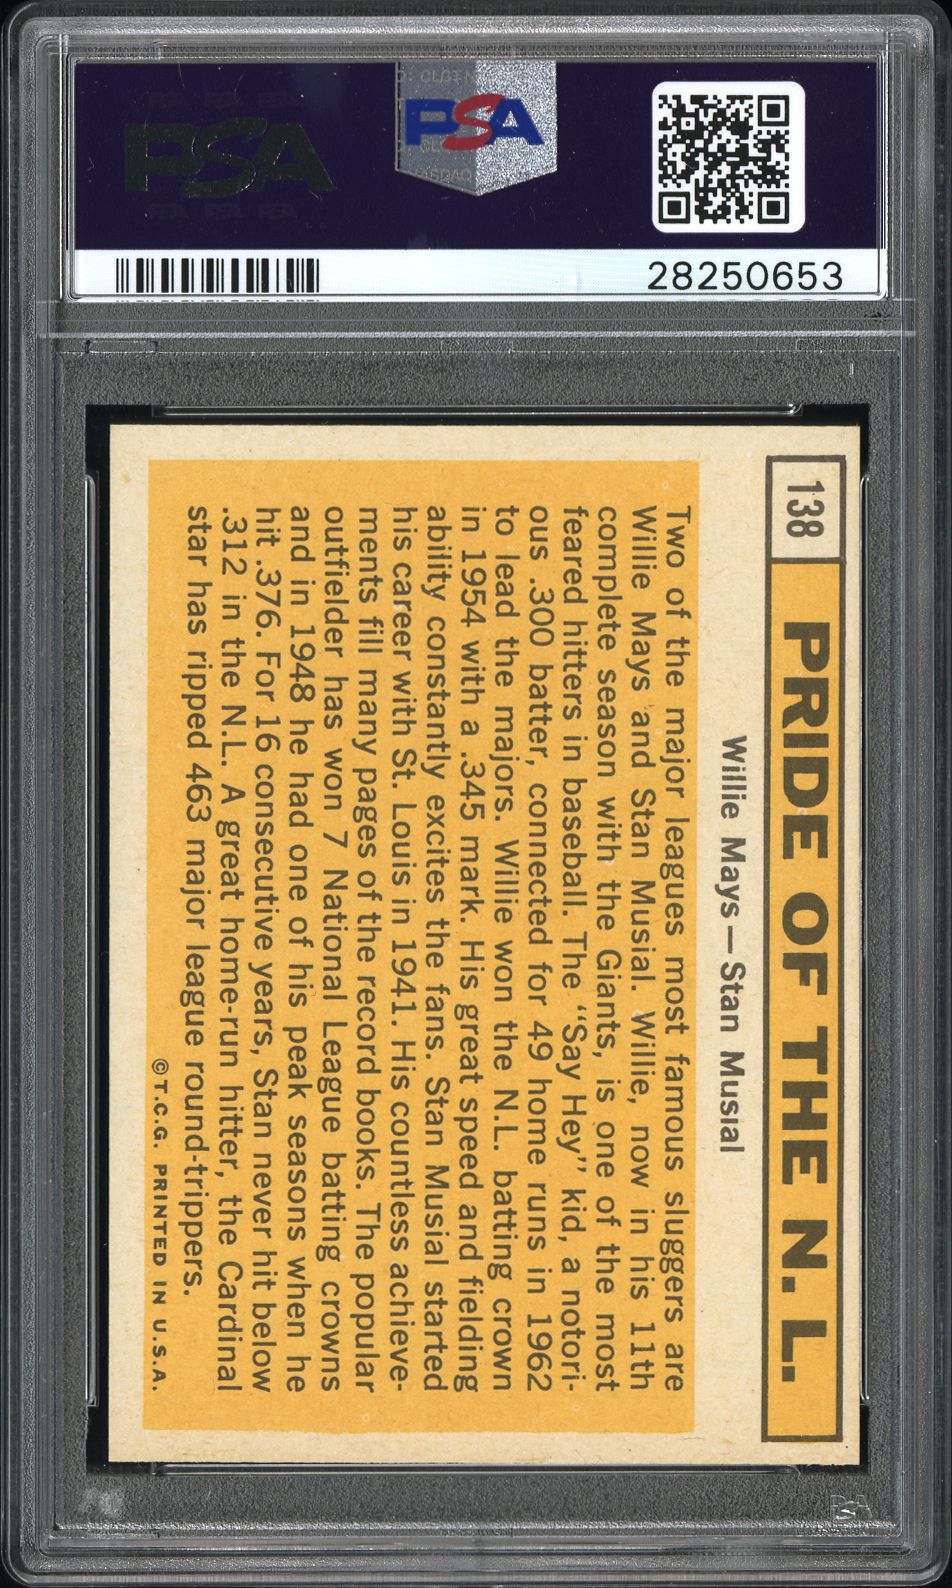 PSA
PSA
28250653
138
PRIDE OF THE N. L.
Willie Mays — Stan Musial
Two of the major leagues most famous sluggers are
Willie Mays and Stan Musial. Willie, now in his 11th
complete season with the Giants, is one of the most
feared hitters in baseball. The "Say Hey" kid, a notori-
ous .300 batter, connected for 49 home runs in 1962
to lead the majors. Willie won the N.L. batting crown
in 1954 with a .345 mark. His great speed and fielding
ability constantly excites the fans. Stan Musial started
his career with St. Louis in 1941. His countless achieve-
ments fill many pages of the record books. The popular
outfielder has won 7 National League batting crowns
and in 1948 he had one of his peak seasons when he
hit .376. For 16 consecutive years, Stan never hit below
.312 in the N.L. A great home-run hitter, the Cardinal
star has ripped 463 major league round-trippers.
© T.C.G. PRINTED IN U.S.A.
PSA